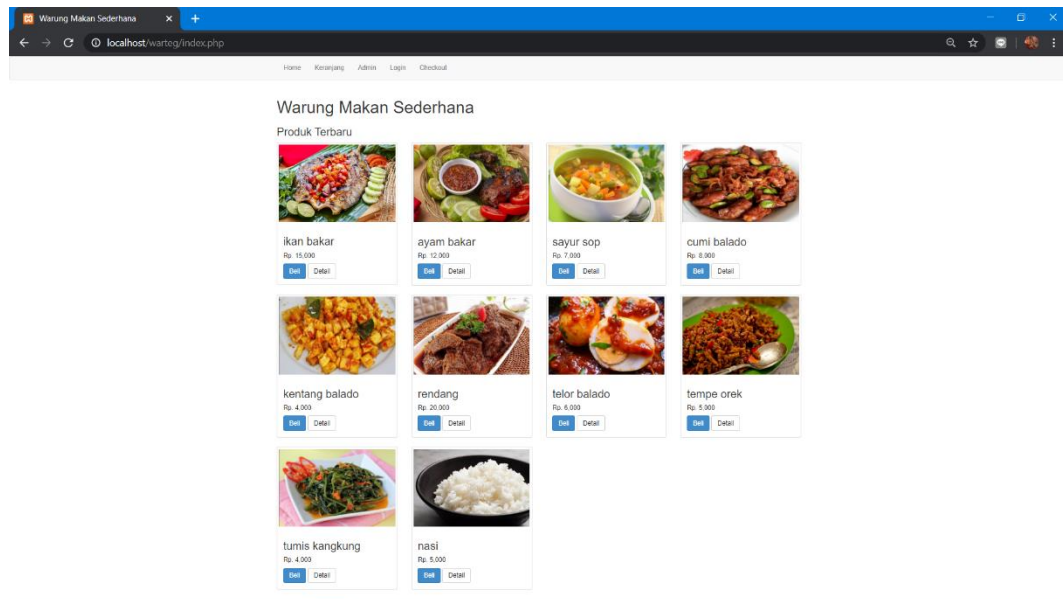 Warung Makan Sederhana
localhost/warteg/index.php
Home Keranjang Admin Login Checkout
Warung Makan Sederhana
Produk Terbaru
ikan bakar ayam bakar sayur sop cumi balado
Rp. 15,000 Rp. 12,000 Rp. 7,000 Rp. 8,000
Beli Detail Beli Detail Beli Detail Beli Detail
kentang balado rendang telor balado tempe orek
Rp. 4,000 Rp. 20,000 Rp. 6,000 Rp. 5,000
Beli Detail Beli Detail Beli Detail Beli Detail
tumis kangkung nasi
Rp. 4,000 Rp. 5,000
Beli Detail Beli Detail